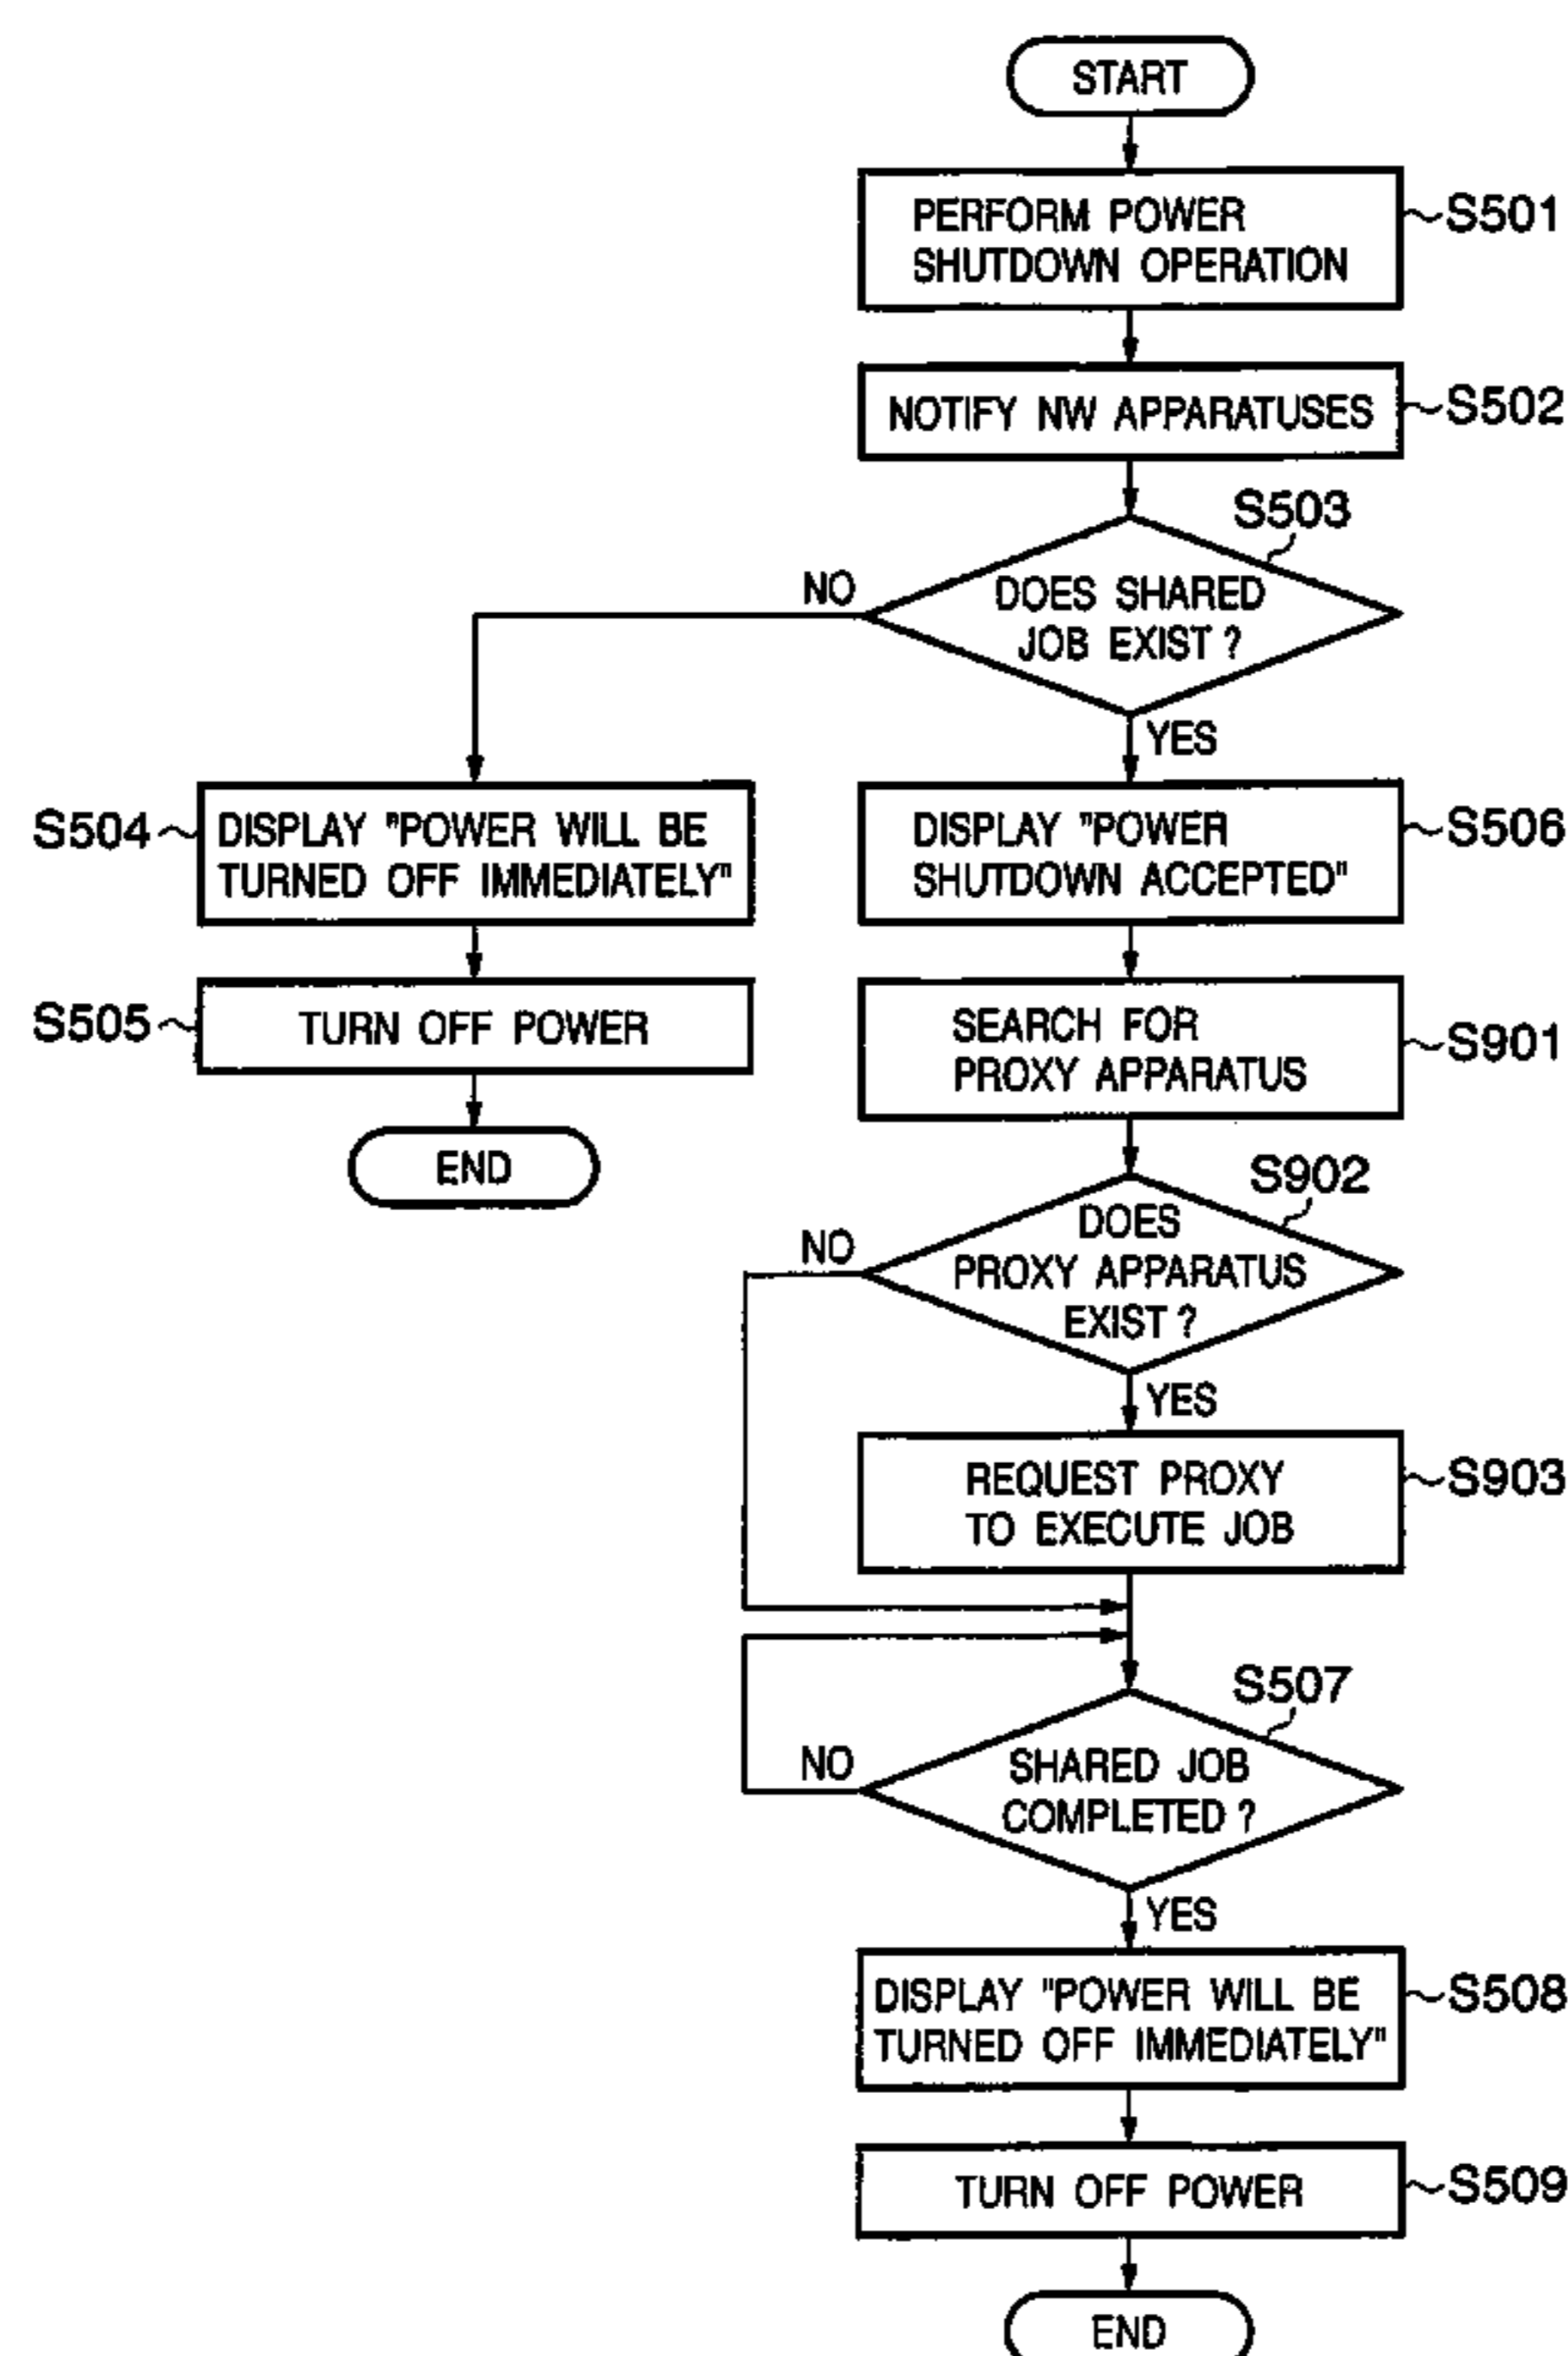 START
PERFORM POWER
SHUTDOWN OPERATION
S501
NOTIFY NW APPARATUSES
S502
S503
DOES SHARED
JOB EXIST?
NO
YES
S504
DISPLAY "POWER WILL BE
TURNED OFF IMMEDIATELY"
DISPLAY "POWER
SHUTDOWN ACCEPTED"
S506
S505
TURN OFF POWER
END
SEARCH FOR
PROXY APPARATUS
S901
S902
DOES
PROXY APPARATUS
EXIST?
NO
YES
REQUEST PROXY
TO EXECUTE JOB
S903
S507
SHARED JOB
COMPLETED?
NO
YES
DISPLAY "POWER WILL BE
TURNED OFF IMMEDIATELY"
S508
TURN OFF POWER
S509
END